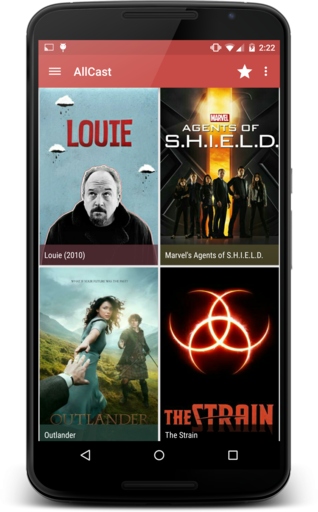 2:22
AllCast
LOUIE
Louie (2010)
MARVEL
AGENTS OF
S.H.I.E.L.D.
Marvel's Agents of S.H.I.E.L.D.
OUTLANDER
Outlander
THE STRAIN
The Strain